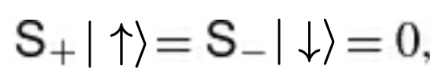 S₊|↑⟩ = S₋|↓⟩ = 0,